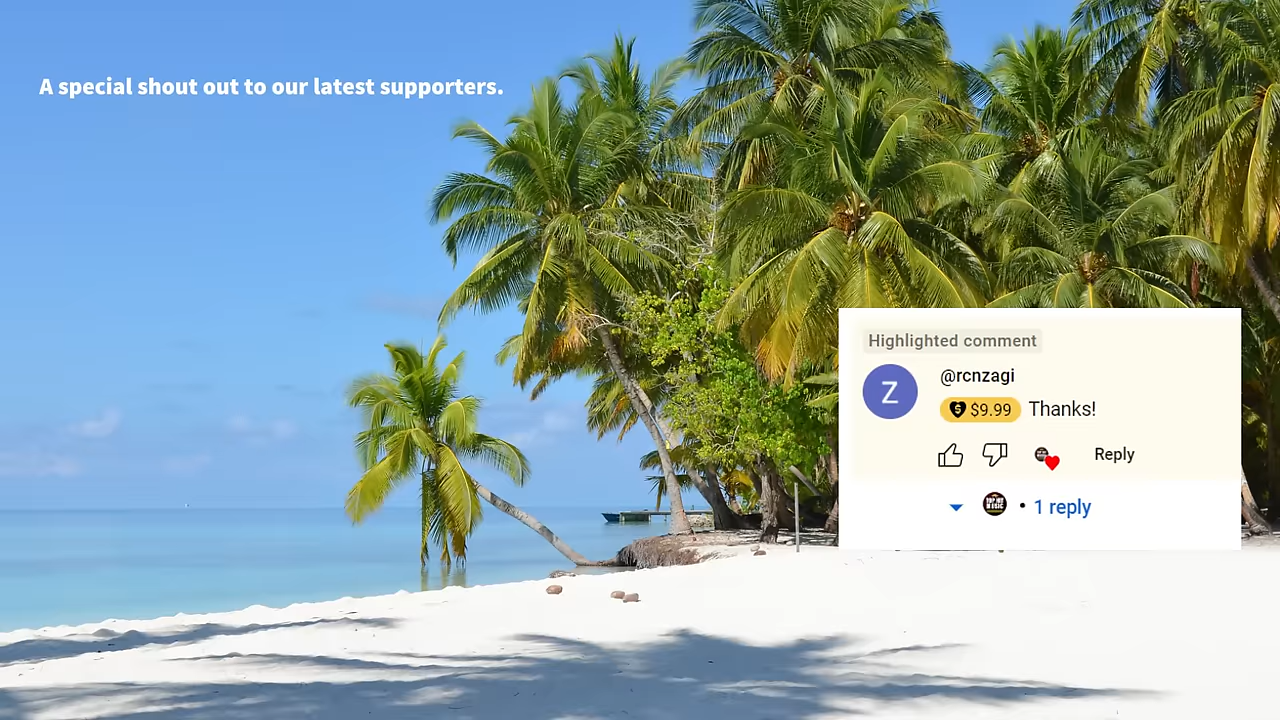 A special shout out to our latest supporters.
Highlighted comment
Z
@rcnzagi
$9.99 Thanks!
Reply
• 1 reply